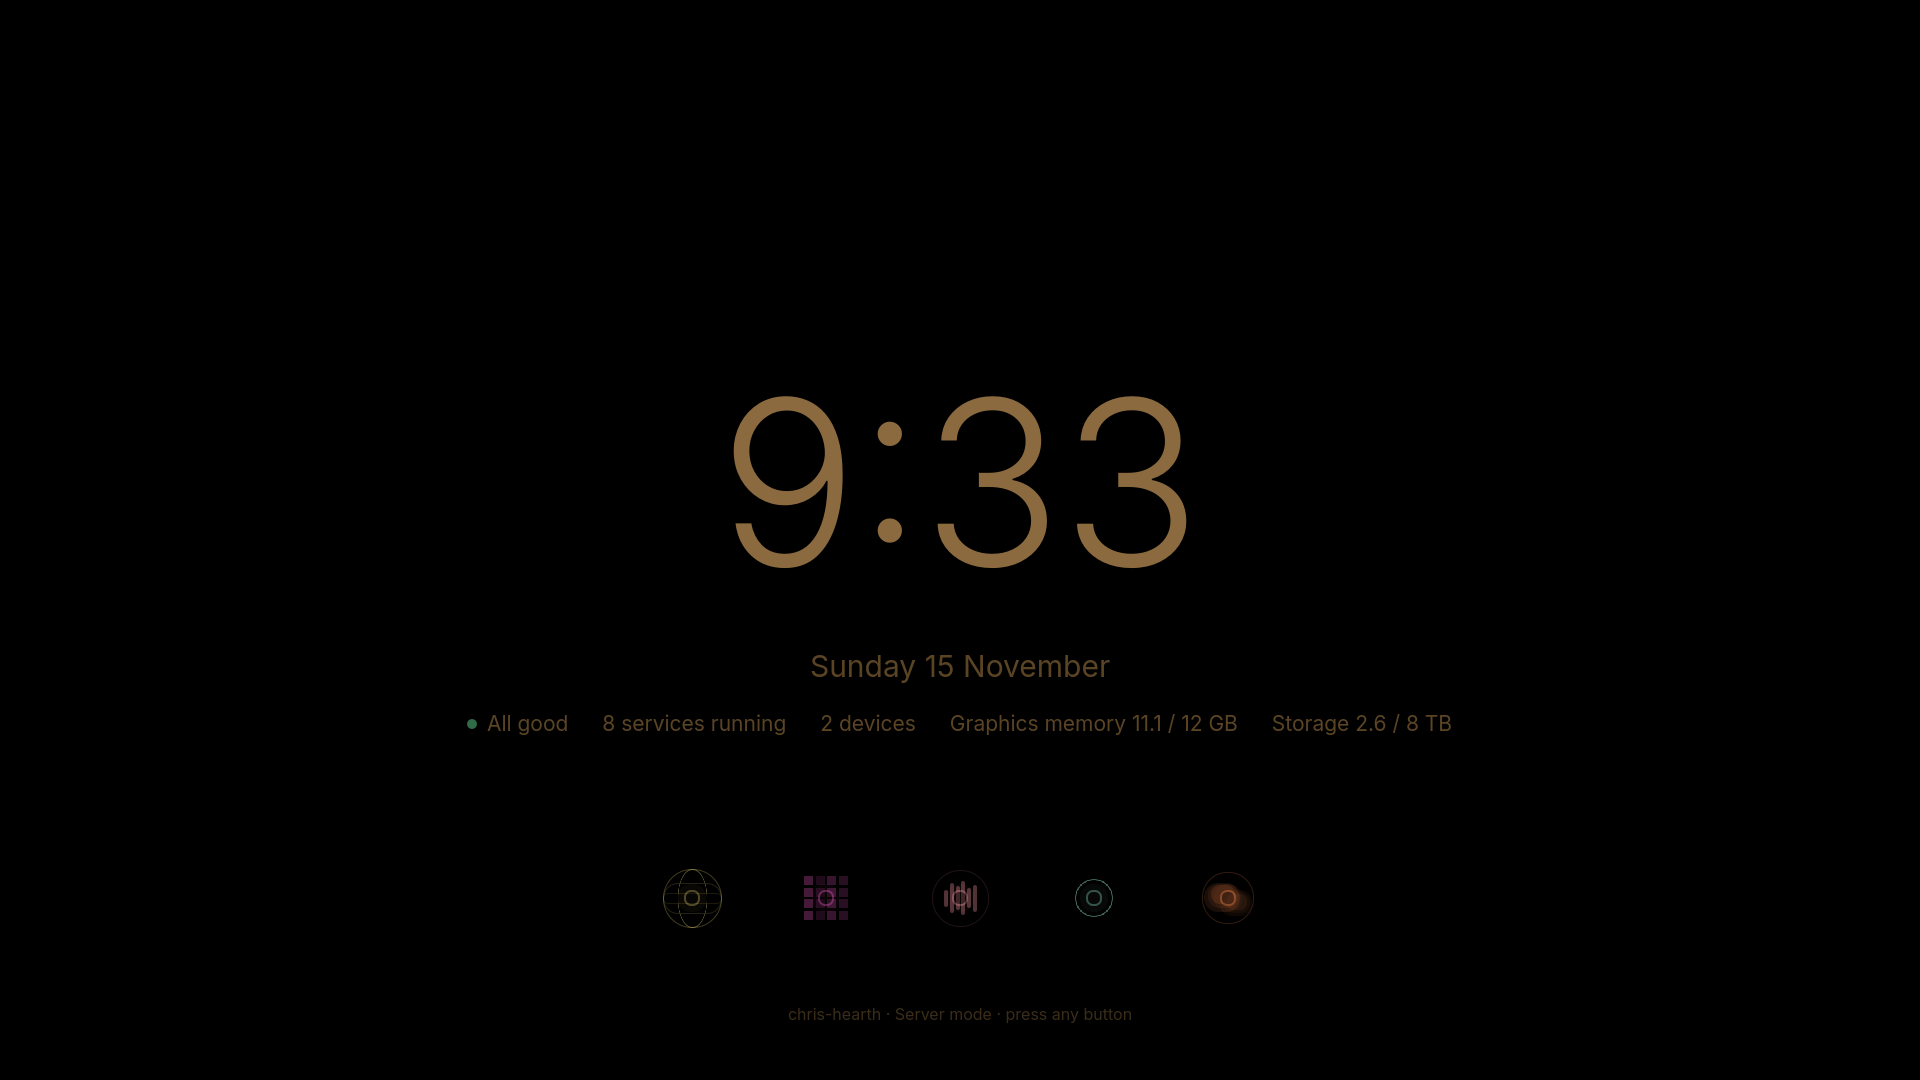 9:33
Sunday 15 November
All good 8 services running 2 devices Graphics memory 11.1 / 12 GB Storage 2.6 / 8 TB
chris-hearth · Server mode · press any button